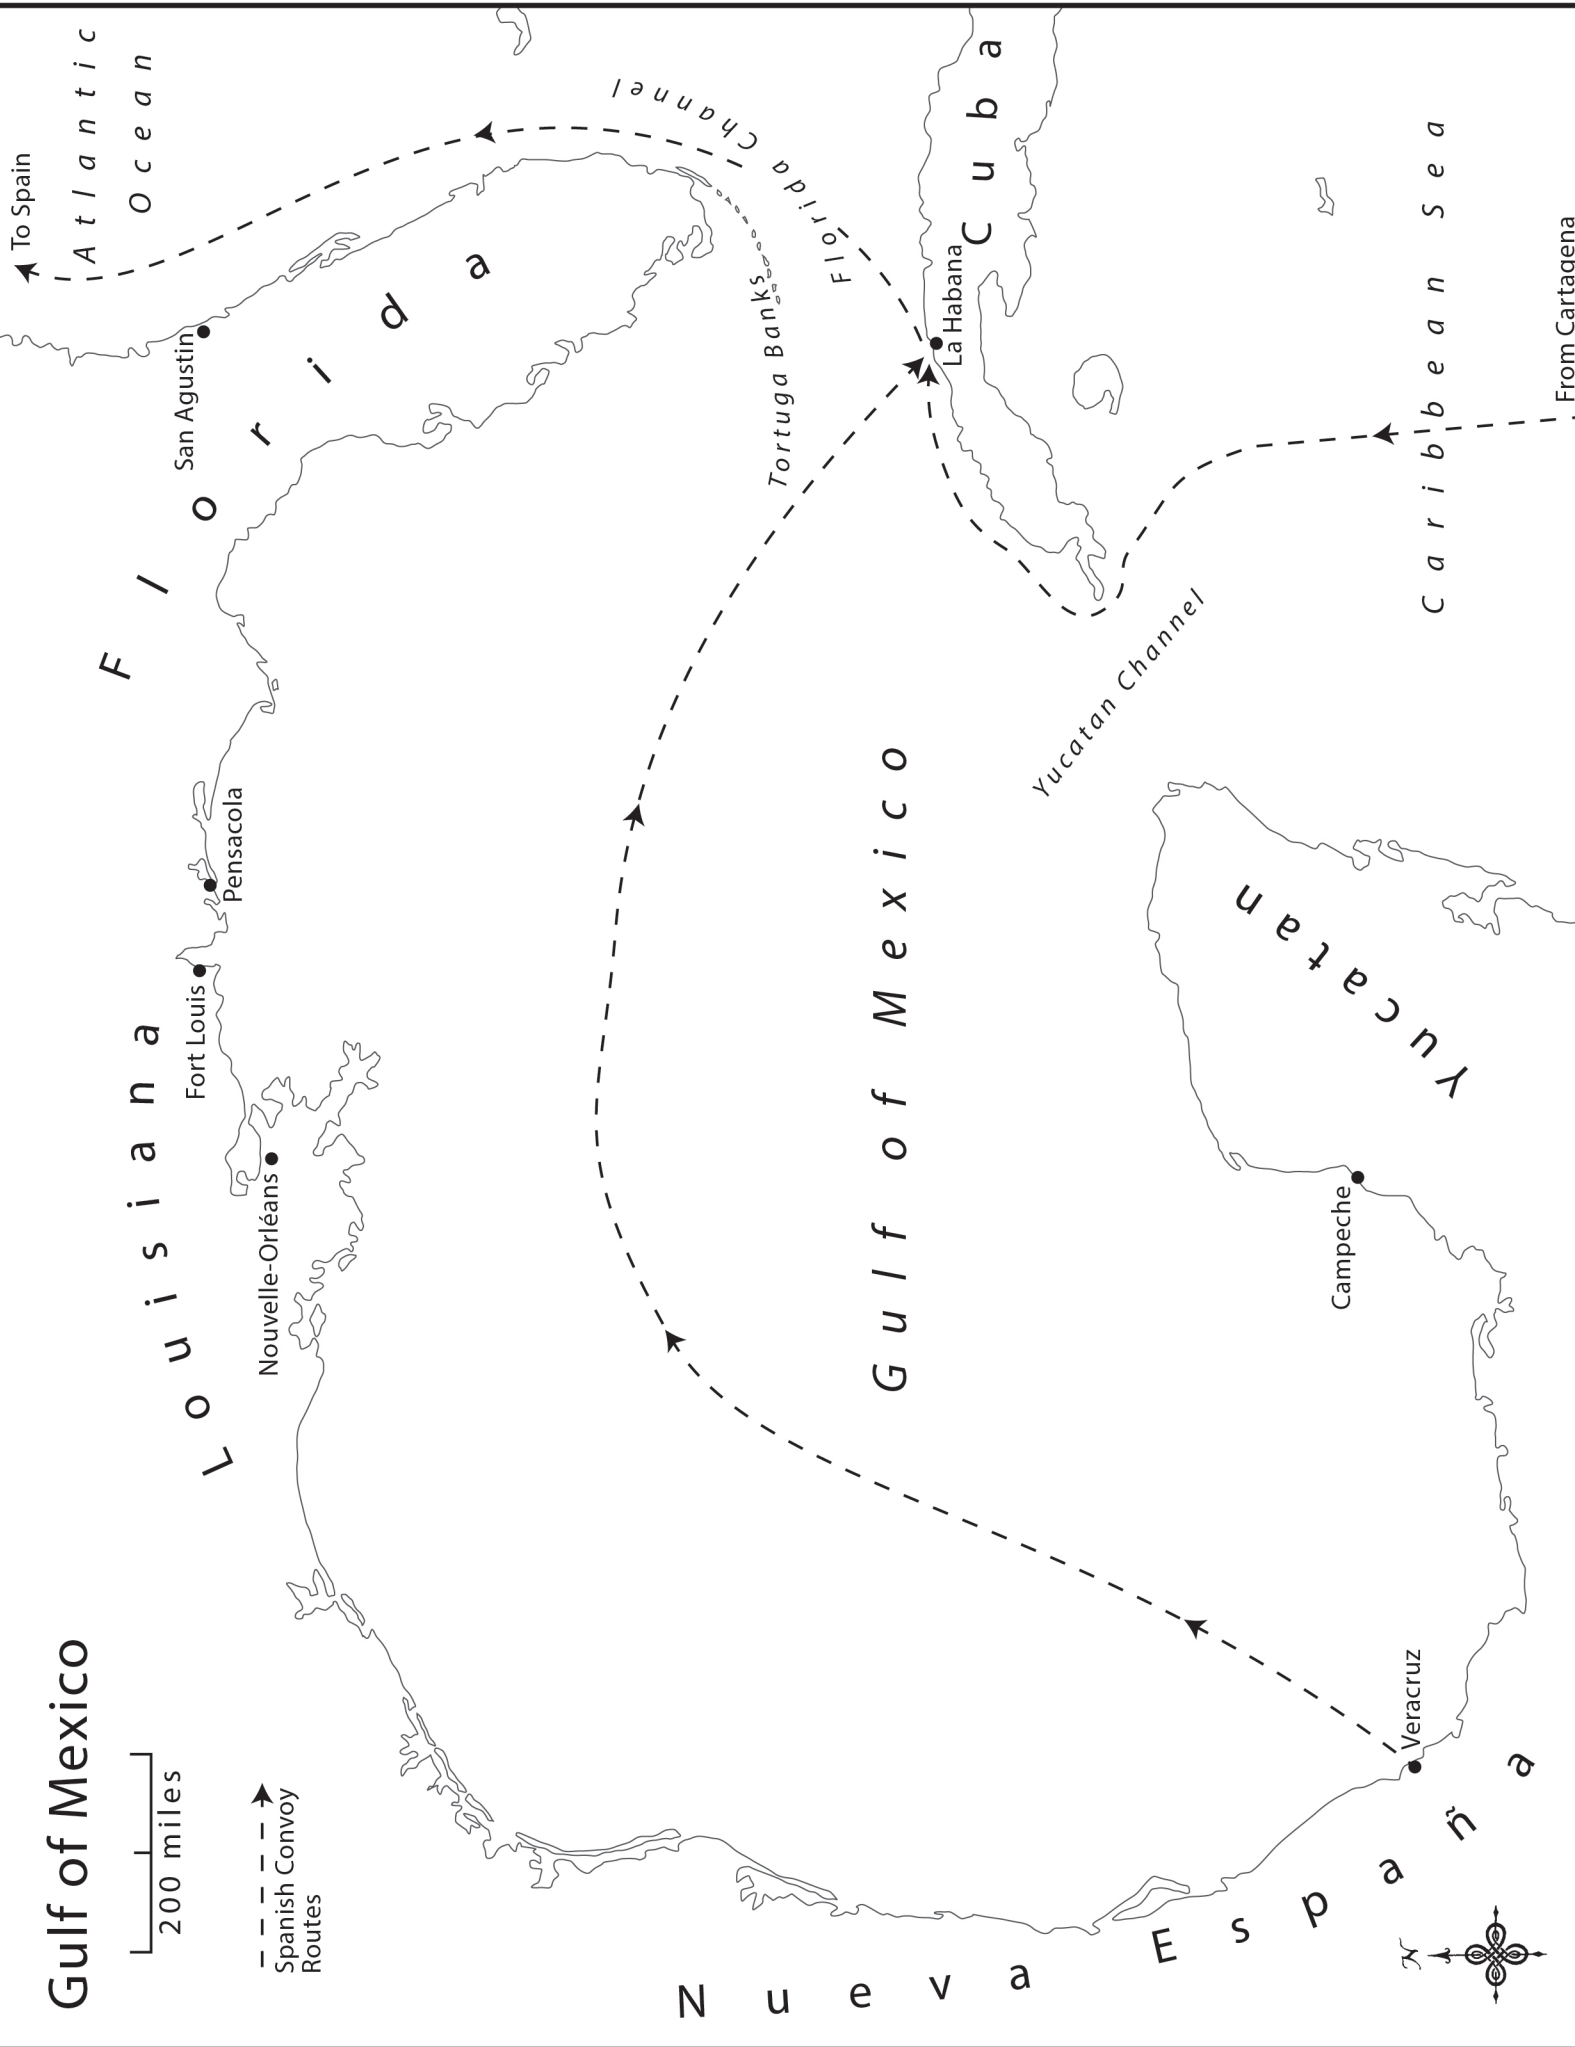 Gulf of Mexico
200 miles
Spanish Convoy
Routes
Louisiana
Florida
Nouvelle-Orléans
Fort Louis
Pensacola
San Agustin
To Spain
Atlantic
Ocean
Florida Channel
Tortuga Banks
Gulf of Mexico
La Habana
Cuba
Yucatan Channel
Caribbean Sea
From Cartagena
Yucatan
Campeche
Veracruz
Nueva España
N